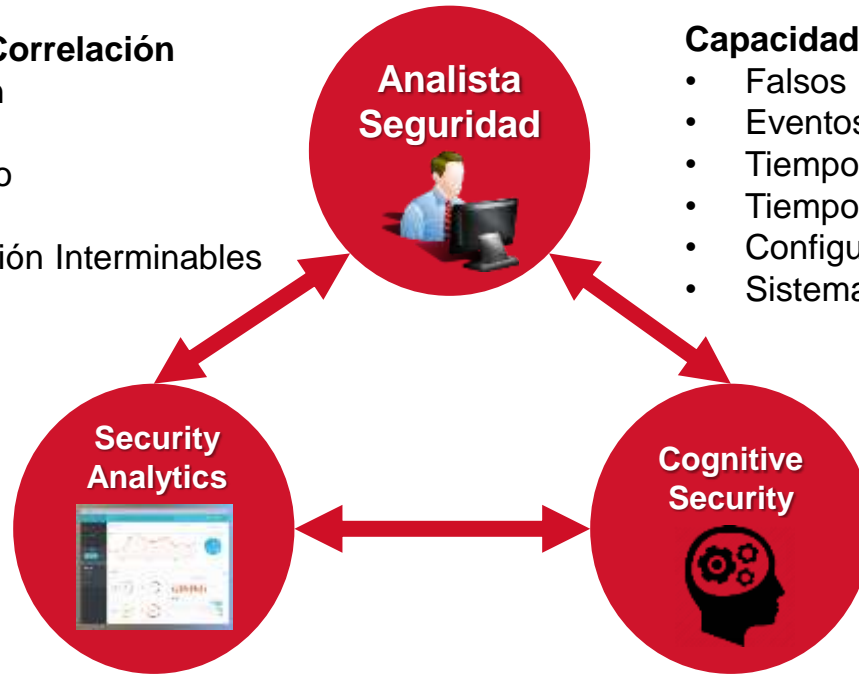 Correlación
o
ión Interminables
Analista
Seguridad
Capacidad
• Falsos
• Eventos
• Tiempo
• Tiempo
• Configu
• Sistema
Security
Analytics
Cognitive
Security